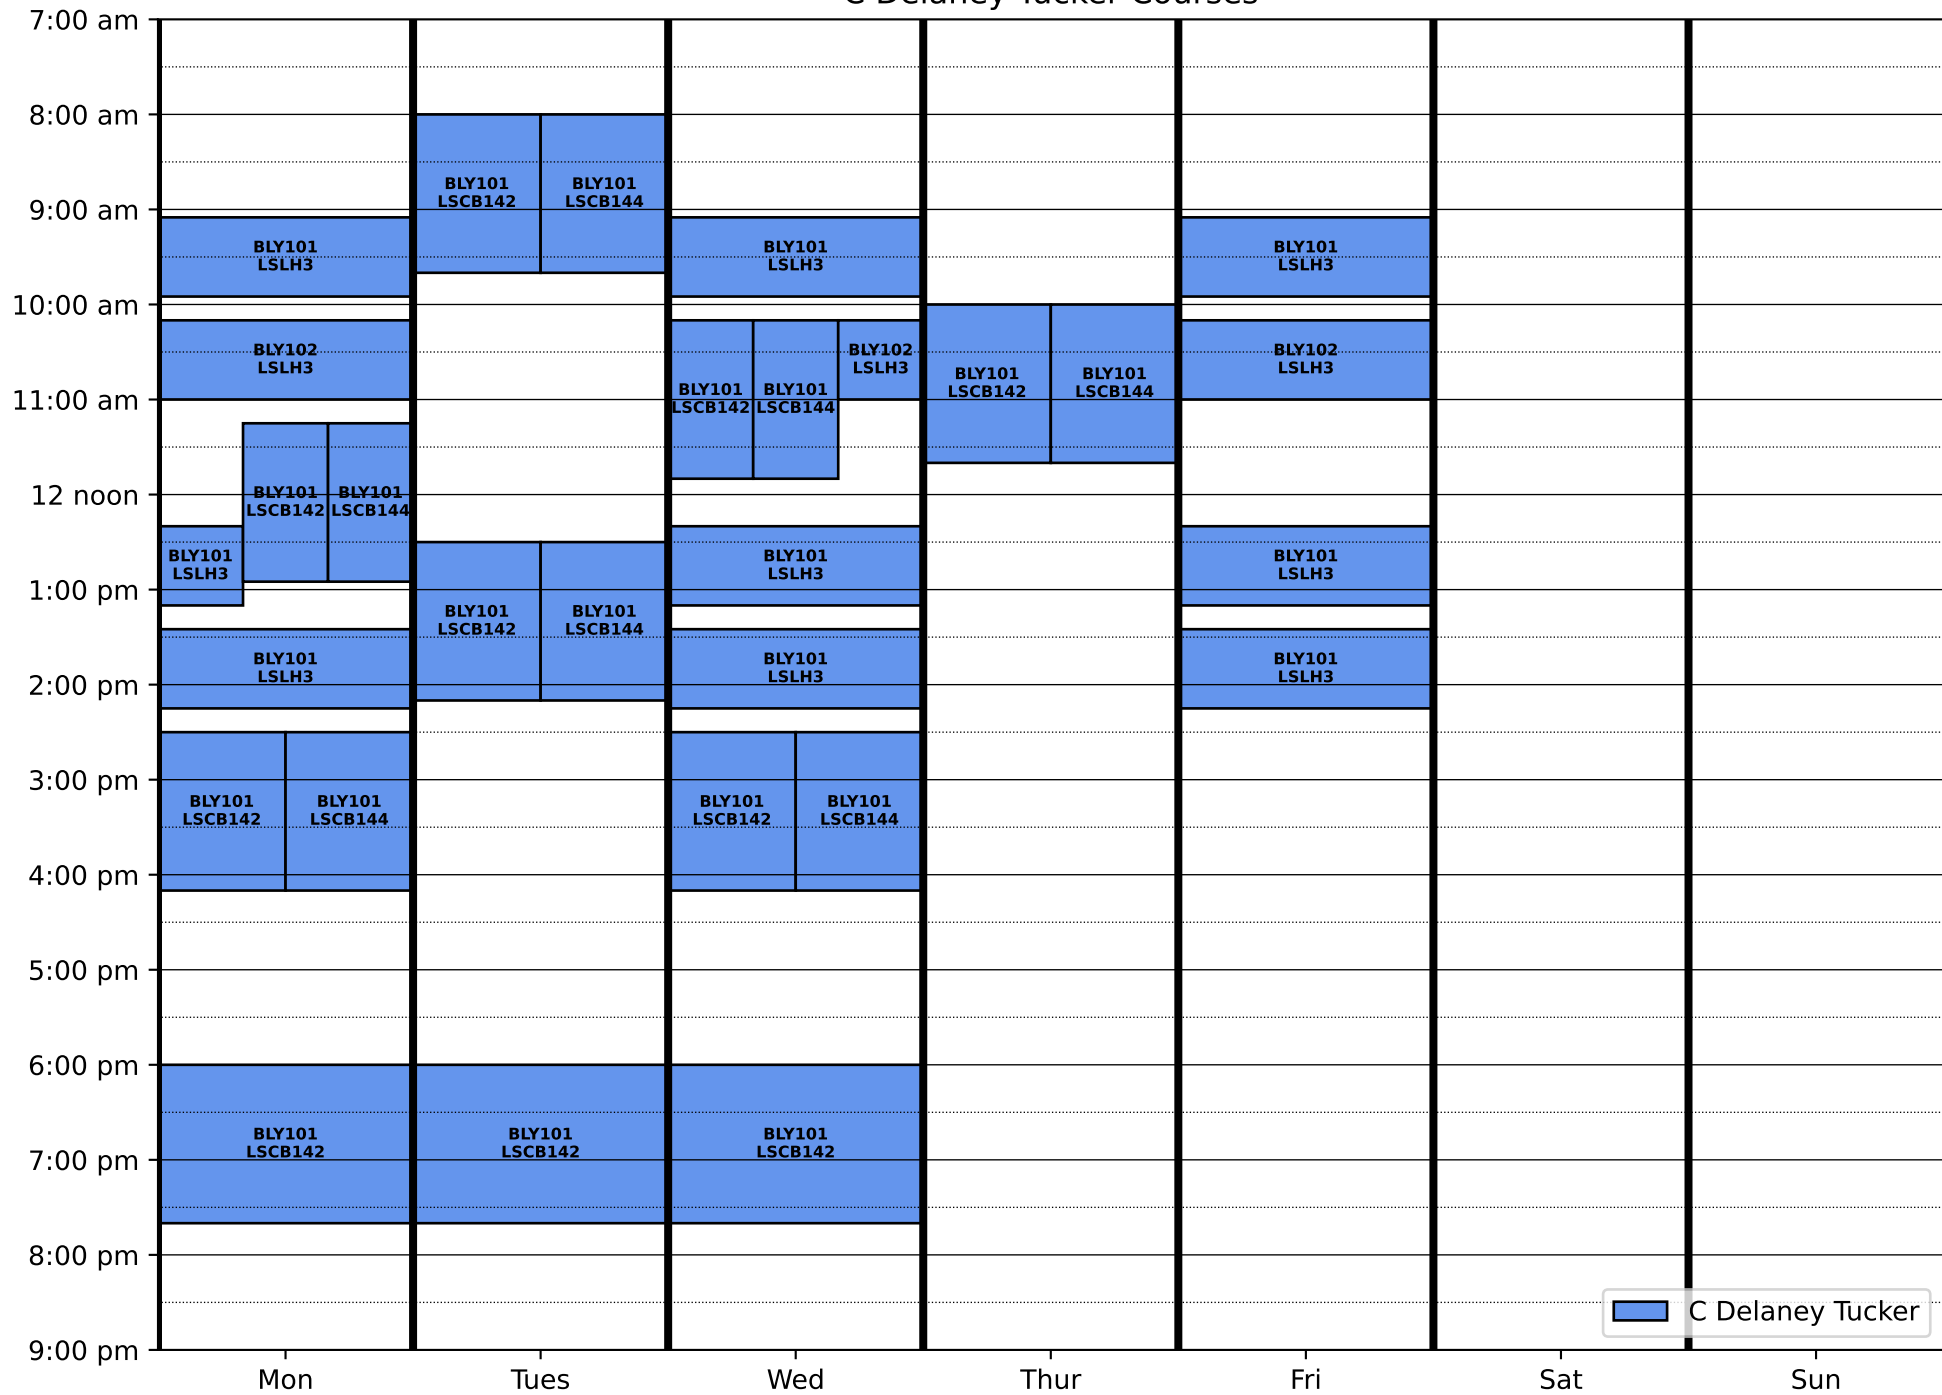 C Delaney Tucker Courses
7:00 am
8:00 am
BLY101 BLY101
LSCB142 LSCB144
9:00 am
BLY101 BLY101 BLY101
LSLH3 LSLH3 LSLH3
10:00 am
BLY102 BLY102 BLY102
LSLH3 LSLH3 LSLH3
BLY101 BLY101
LSCB142 LSCB144
BLY101 BLY101
LSCB142 LSCB144
11:00 am
12 noon
BLY101 BLY101
LSCB142 LSCB144
BLY101 BLY101 BLY101
LSLH3 LSLH3 LSLH3
1:00 pm
BLY101 BLY101
LSCB142 LSCB144
BLY101 BLY101 BLY101
LSLH3 LSLH3 LSLH3
2:00 pm
3:00 pm
BLY101 BLY101 BLY101 BLY101
LSCB142 LSCB144 LSCB142 LSCB144
4:00 pm
5:00 pm
6:00 pm
BLY101 BLY101 BLY101
LSCB142 LSCB142 LSCB142
7:00 pm
8:00 pm
C Delaney Tucker
9:00 pm
Mon Tues Wed Thur Fri Sat Sun